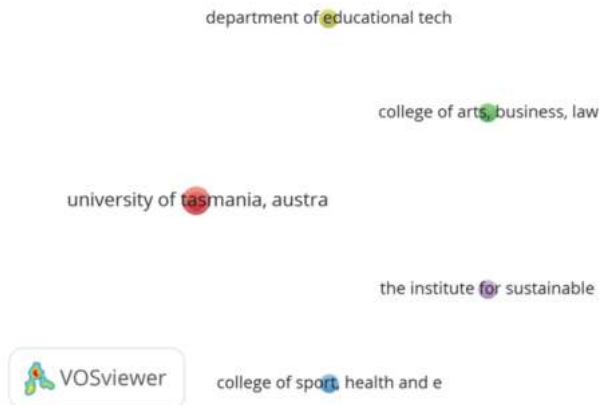 department of educational tech
college of arts, business, law
university of tasmania, austra
the institute for sustainable
VOSviewer
college of sport, health and e